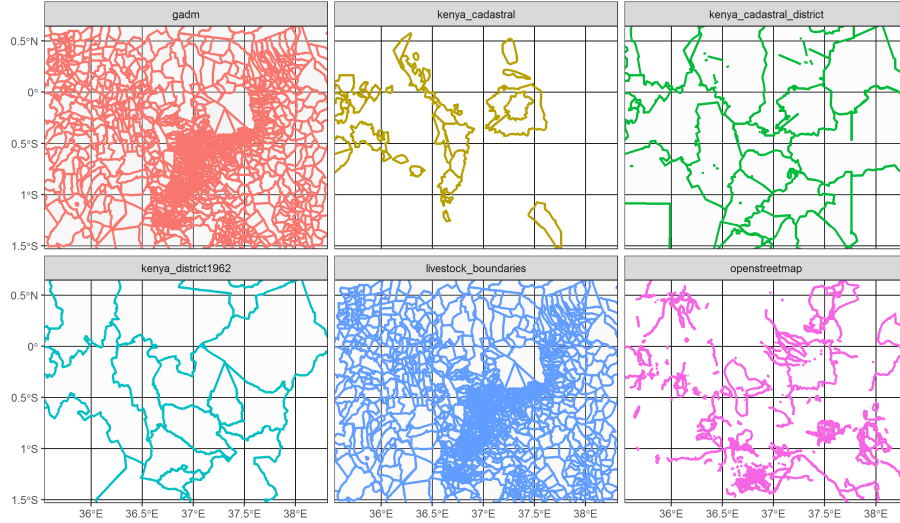 gadm
kenya_cadastral
kenya_cadastral_district
0.5°N
0°
0.5°S
1°S
1.5°S
kenya_district1962
livestock_boundaries
openstreetmap
0.5°N
0°
0.5°S
1°S
1.5°S
36°E 36.5°E 37°E 37.5°E 38°E 36°E 36.5°E 37°E 37.5°E 38°E 36°E 36.5°E 37°E 37.5°E 38°E